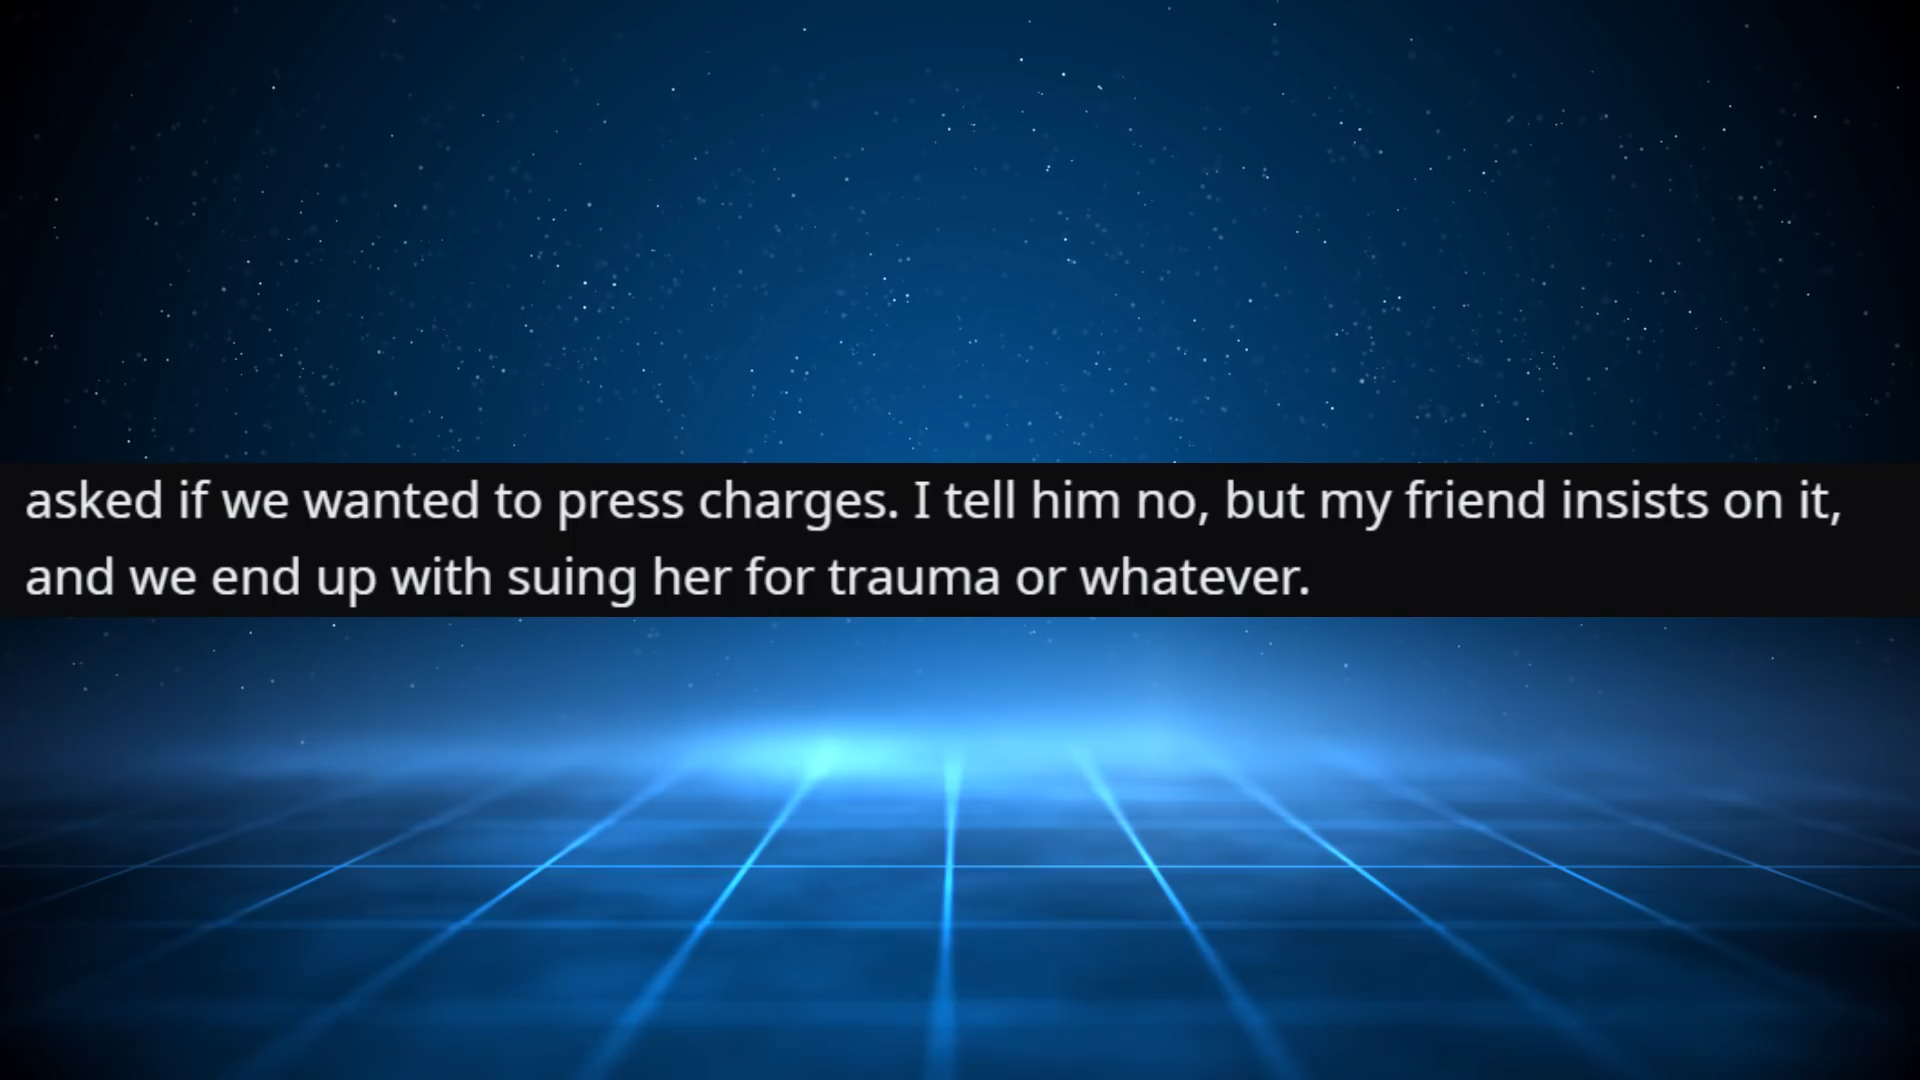 asked if we wanted to press charges. I tell him no, but my friend insists on it,
and we end up with suing her for trauma or whatever.